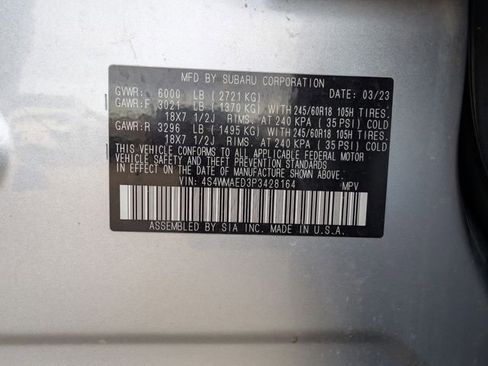 MFD BY SUBARU CORPORATION
GWVR: 6000 LB (2721 KG) DATE: 03/23
GAWR:F 3021 LB (1370 KG) WITH 245/60R18 105H TIRES.
18X7 1/2J RIMS. AT 240 KPA ( 35 PSI) COLD
GAWR:R 3296 LB (1495 KG) WITH 245/60R18 105H TIRES.
18X7 1/2J RIMS. AT 240 KPA ( 35 PSI) COLD
THIS VEHICLE CONFORMS TO ALL APPLICABLE FEDERAL MOTOR
VEHICLE SAFETY AND THEFT PREVENTION STANDARDS
IN EFFECT ON THE DATE OF MANUFACTURE SHOWN ABOVE.
VIN: 4S4WMAED3P3428164 MPV
ASSEMBLED BY SIA INC. MADE IN U.S.A.